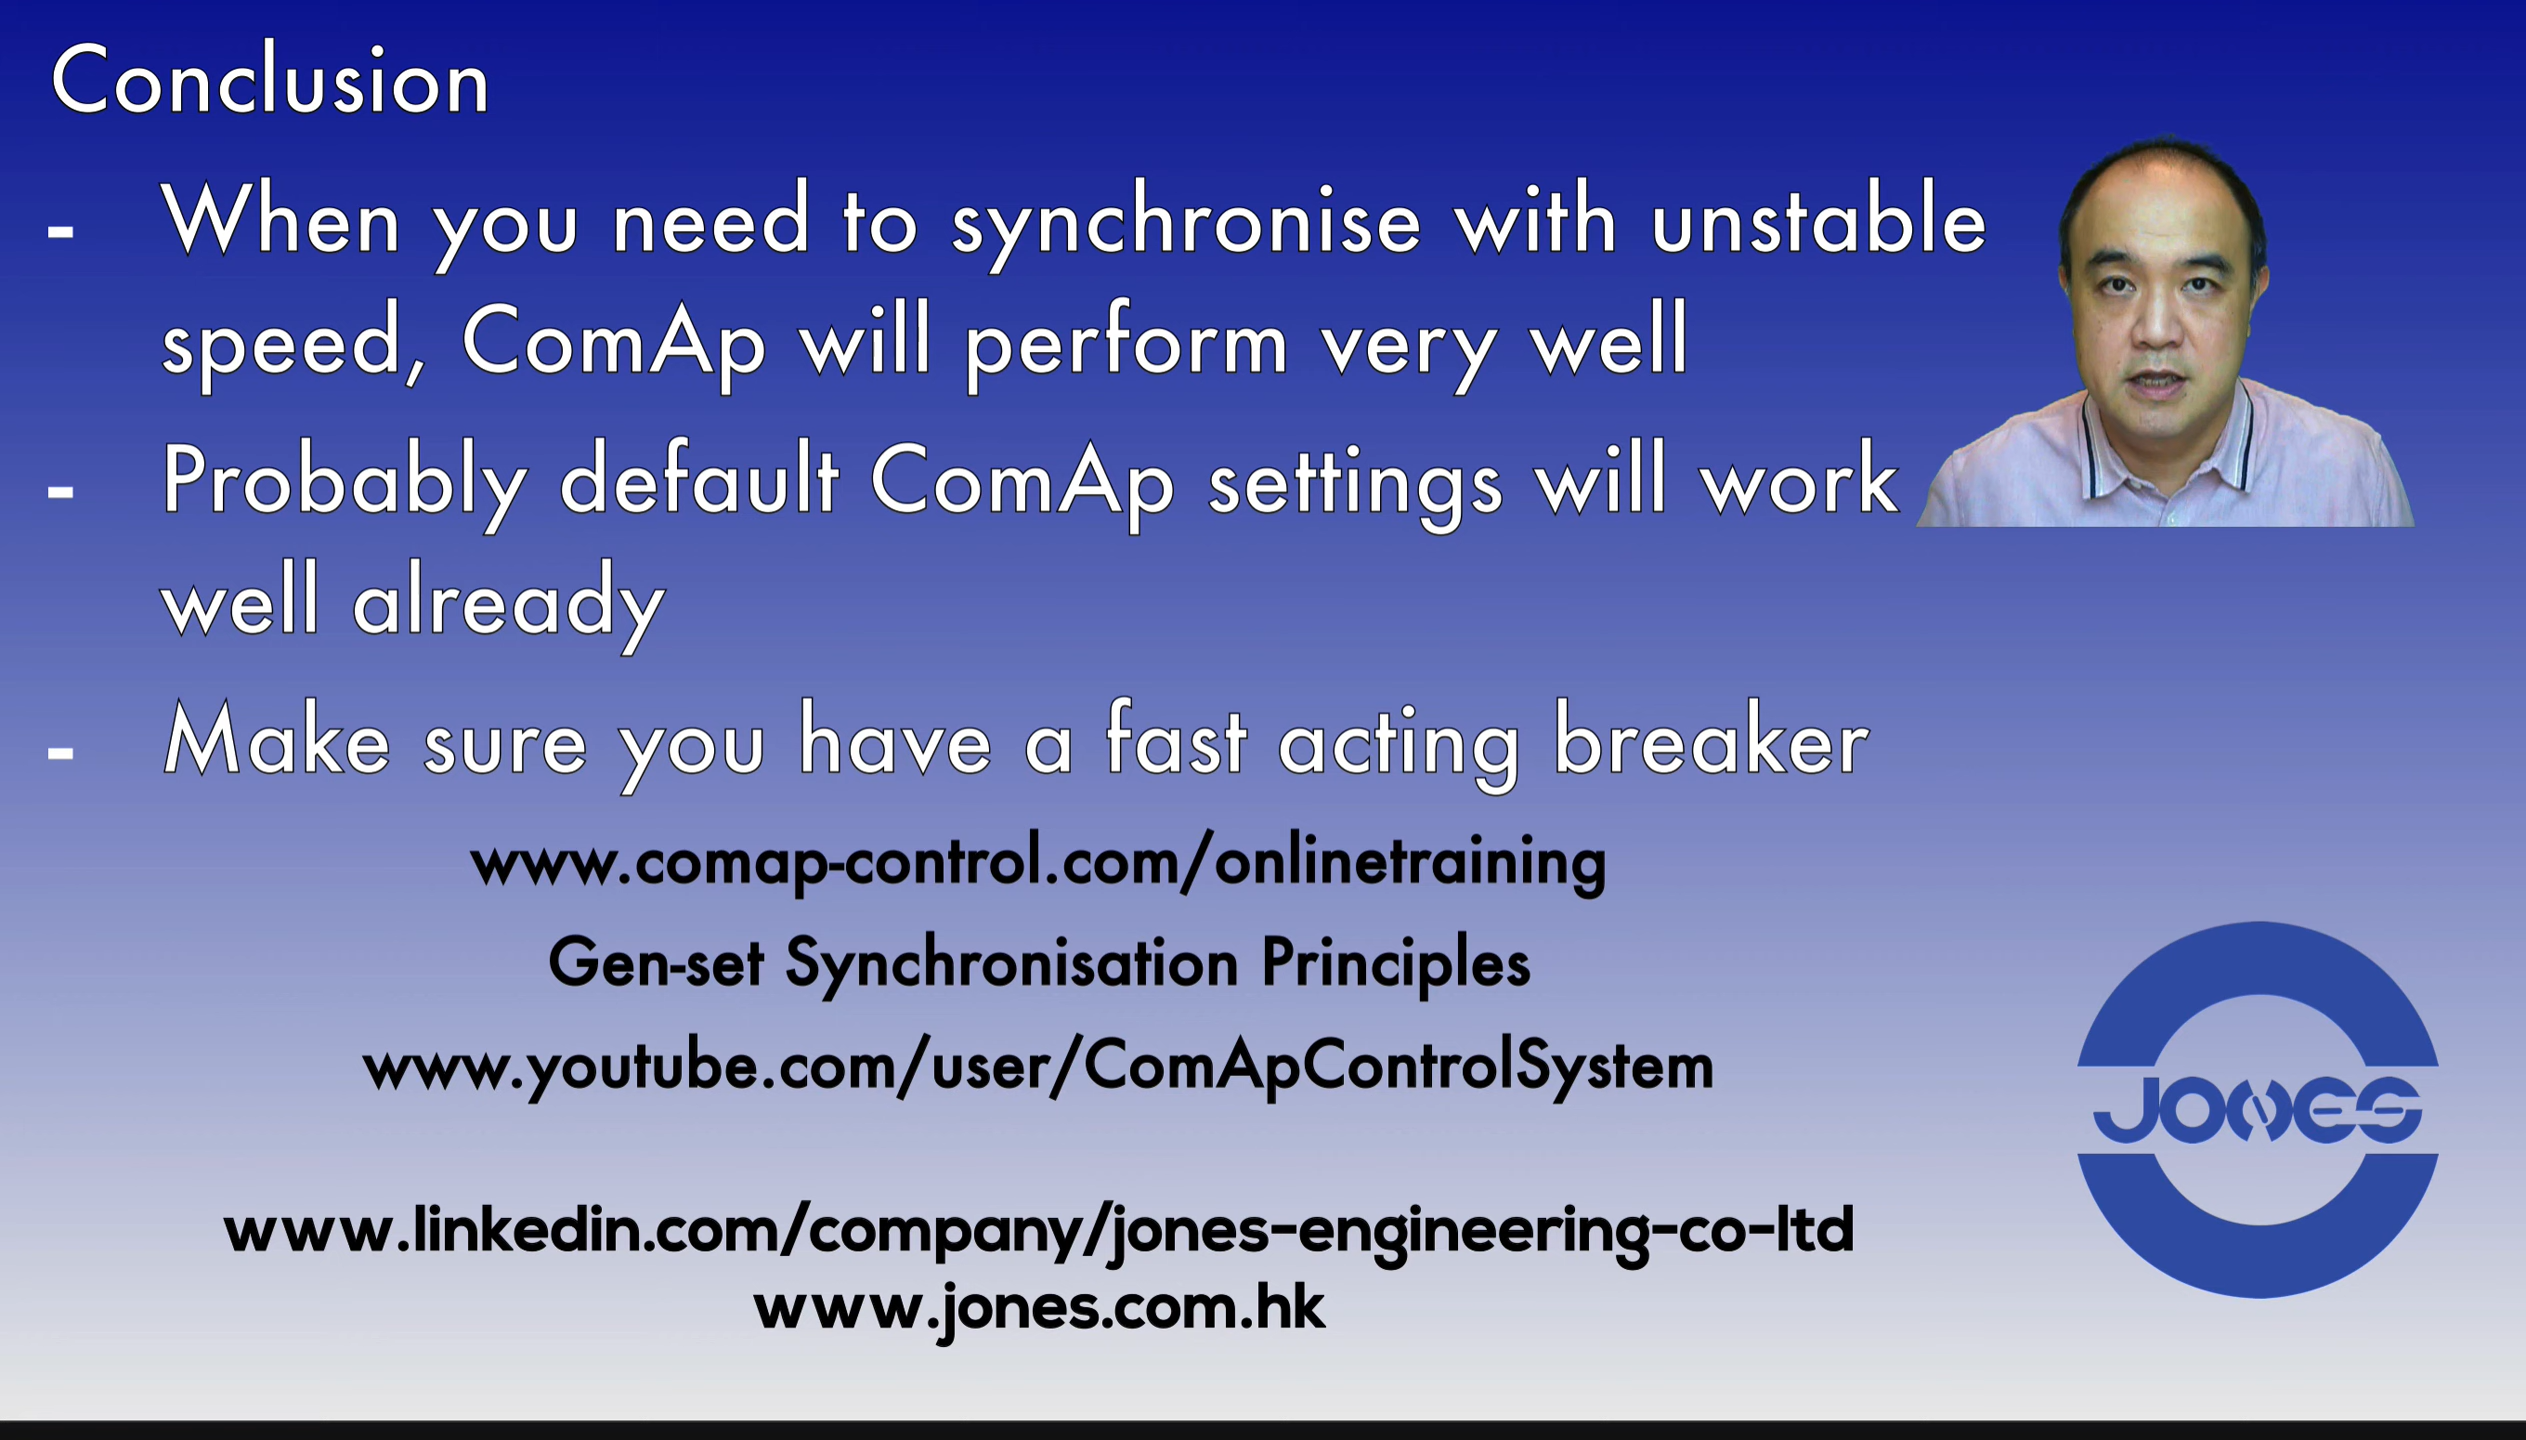 Conclusion
- When you need to synchronise with unstable
speed, ComAp will perform very well
- Probably default ComAp settings will work
well already
- Make sure you have a fast acting breaker
www.comap-control.com/onlinetraining
Gen-set Synchronisation Principles
www.youtube.com/user/ComApControlSystem
JONES
www.linkedin.com/company/jones-engineering-co-ltd
www.jones.com.hk